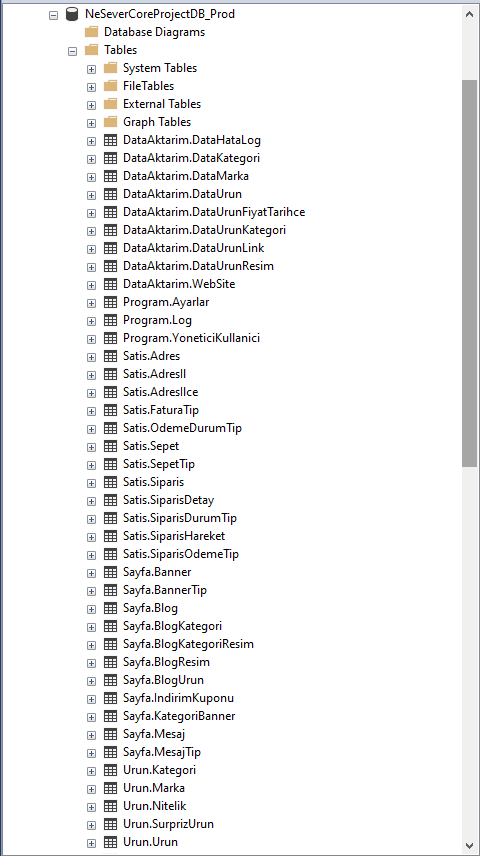 NeSeverCoreProjectDB_Prod
Database Diagrams
Tables
System Tables
FileTables
External Tables
Graph Tables
DataAktarim.DataHataLog
DataAktarim.DataKategori
DataAktarim.DataMarka
DataAktarim.DataUrun
DataAktarim.DataUrunFiyatTarihce
DataAktarim.DataUrunKategori
DataAktarim.DataUrunLink
DataAktarim.DataUrunResim
DataAktarim.WebSite
Program.Ayarlar
Program.Log
Program.YoneticiKullanici
Satis.Adres
Satis.AdresIl
Satis.AdresIlce
Satis.FaturaTip
Satis.OdemeDurumTip
Satis.Sepet
Satis.SepetTip
Satis.Siparis
Satis.SiparisDetay
Satis.SiparisDurumTip
Satis.SiparisHareket
Satis.SiparisOdemeTip
Sayfa.Banner
Sayfa.BannerTip
Sayfa.Blog
Sayfa.BlogKategori
Sayfa.BlogKategoriResim
Sayfa.BlogResim
Sayfa.BlogUrun
Sayfa.IndirimKuponu
Sayfa.KategoriBanner
Sayfa.Mesaj
Sayfa.MesajTip
Urun.Kategori
Urun.Marka
Urun.Nitelik
Urun.SurprizUrun
Urun.Urun